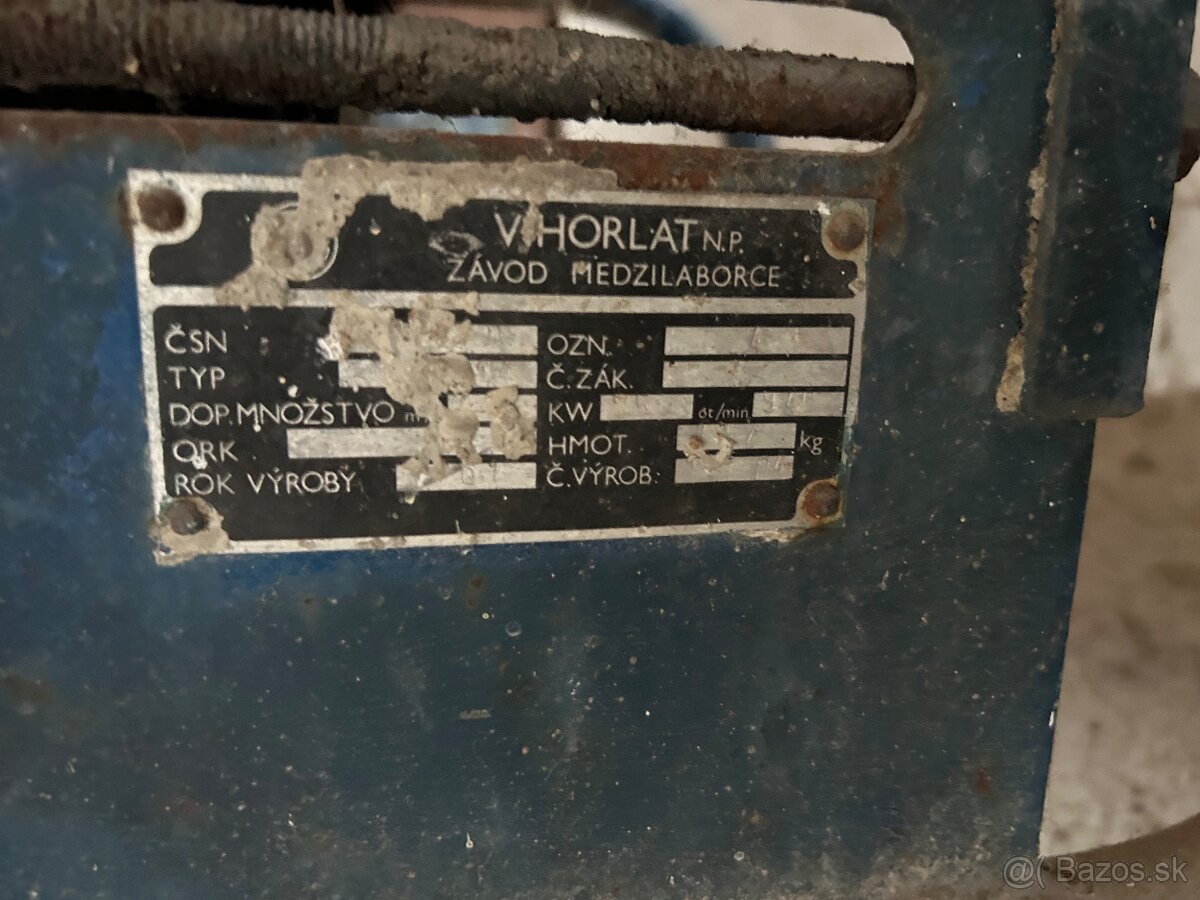 VIHORLAT N.P.
ZÁVOD MEDZILABORCE
ČSN OZN.
TYP Č.ZÁK.
DOP. MNOŽSTVO KW ót/min
ORK HMOT. kg
ROK VÝROBY Č.VÝROB.
@( Bazos.sk